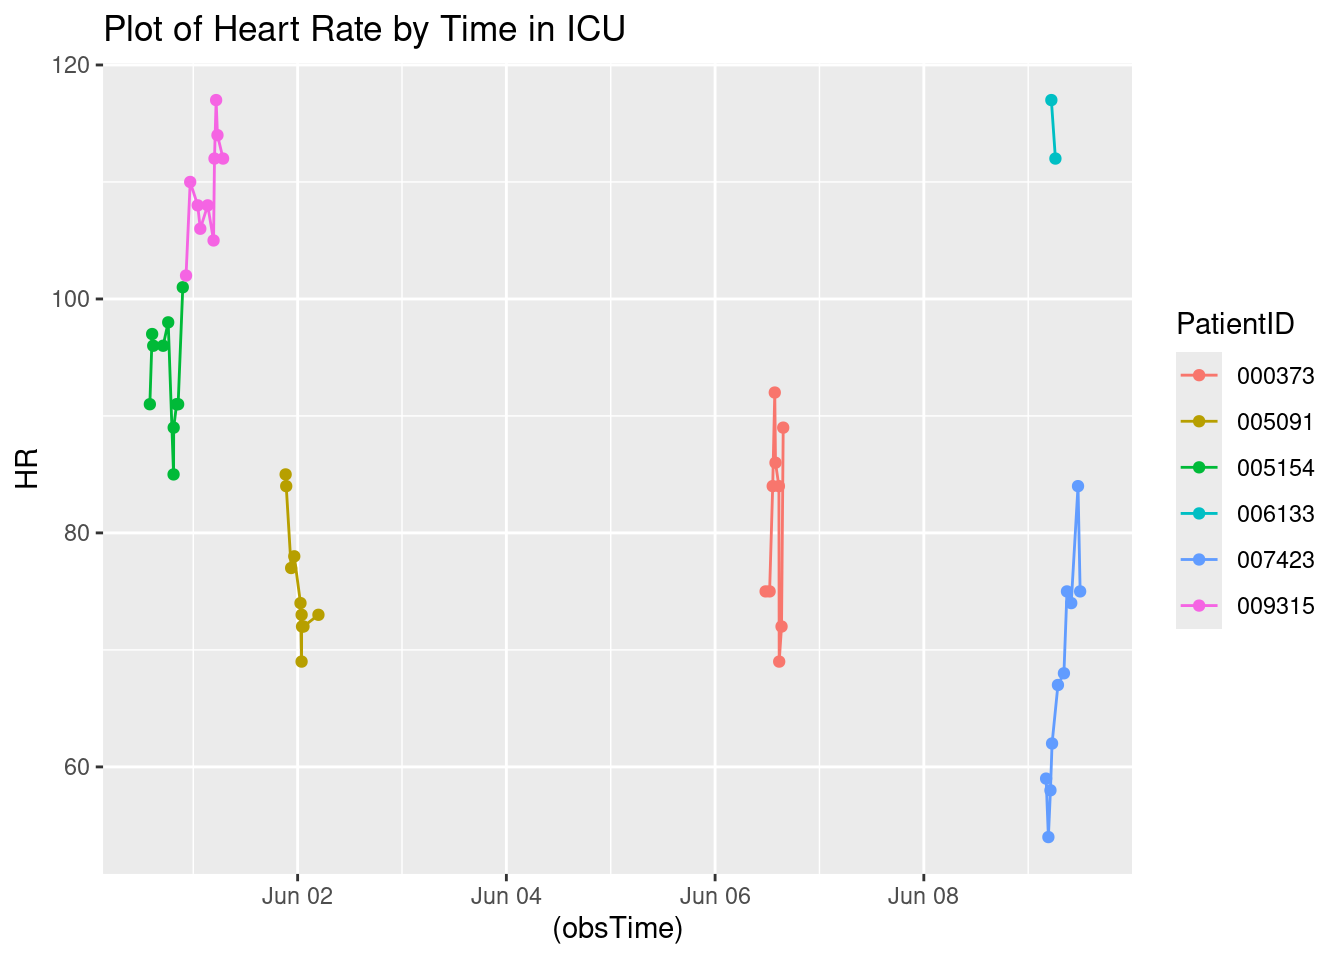 Plot of Heart Rate by Time in ICU
120
100
80
60
HR
Jun 02
Jun 04
Jun 06
Jun 08
(obsTime)
PatientID
000373
005091
005154
006133
007423
009315